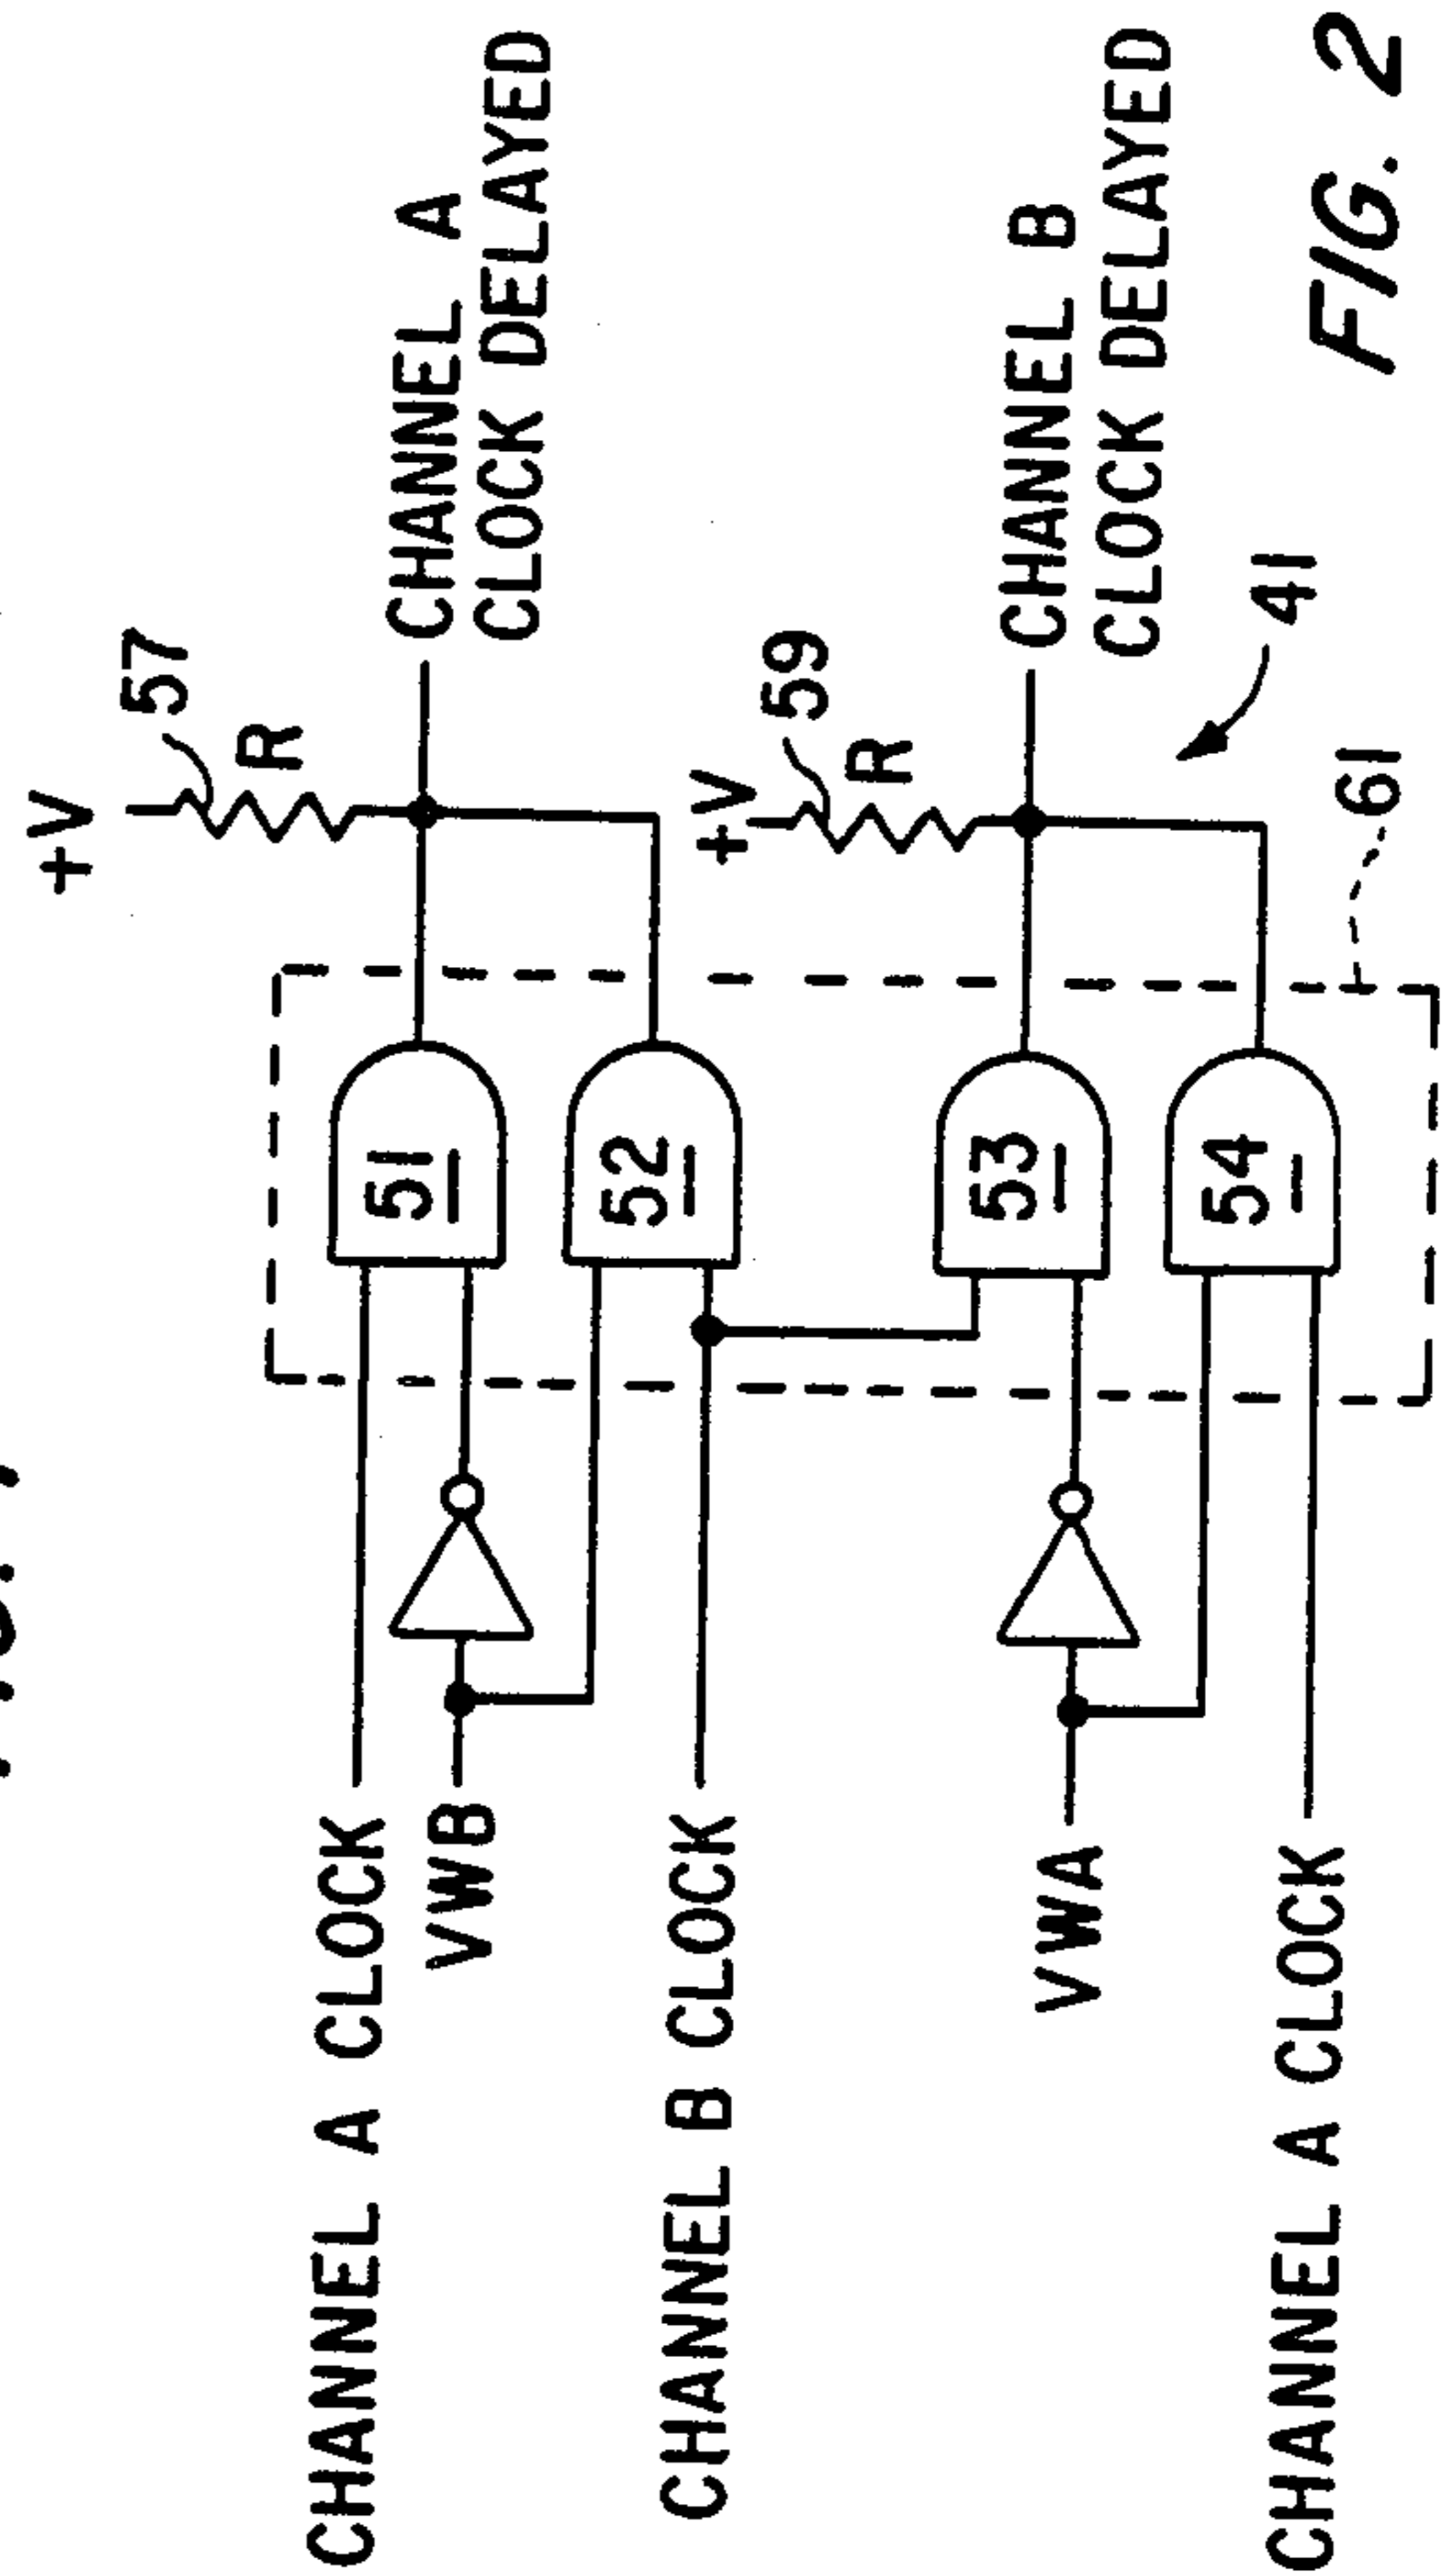 +V
57
R
CHANNEL A CLOCK
51
CHANNEL A
CLOCK DELAYED
VWB
52
CHANNEL B CLOCK
+V
59
R
53
CHANNEL B
CLOCK DELAYED
VWA
54
41
CHANNEL A CLOCK
61
FIG. 2